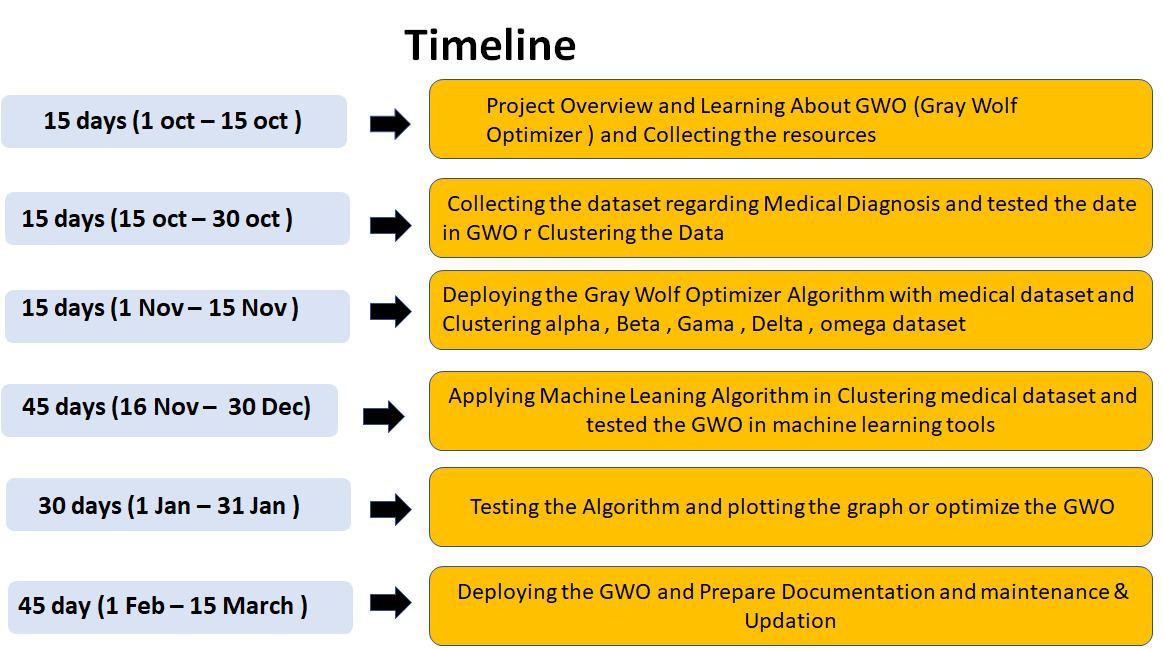 Timeline
15 days (1 oct – 15 oct )
Project Overview and Learning About GWO (Gray Wolf
Optimizer ) and Collecting the resources
15 days (15 oct – 30 oct )
Collecting the dataset regarding Medical Diagnosis and tested the date
in GWO r Clustering the Data
15 days (1 Nov – 15 Nov )
Deploying the Gray Wolf Optimizer Algorithm with medical dataset and
Clustering alpha , Beta , Gama , Delta , omega dataset
45 days (16 Nov – 30 Dec)
Applying Machine Leaning Algorithm in Clustering medical dataset and
tested the GWO in machine learning tools
30 days (1 Jan – 31 Jan )
Testing the Algorithm and plotting the graph or optimize the GWO
45 day (1 Feb – 15 March )
Deploying the GWO and Prepare Documentation and maintenance &
Updation